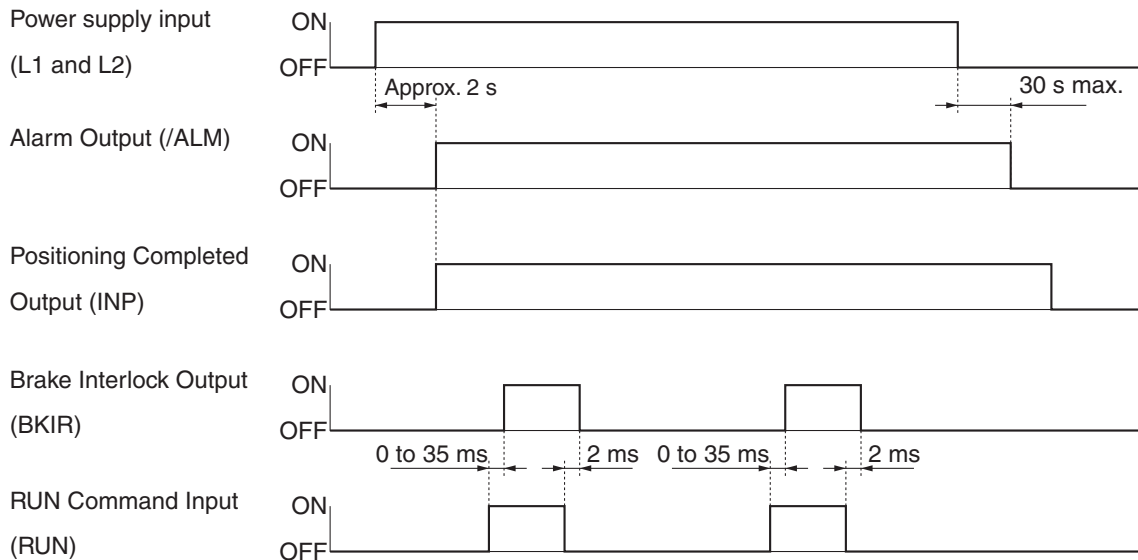 Power supply input
(L1 and L2)
ON
OFF
Approx. 2 s
30 s max.
Alarm Output (/ALM)
ON
OFF
Positioning Completed
Output (INP)
ON
OFF
Brake Interlock Output
(BKIR)
ON
OFF
0 to 35 ms
2 ms
0 to 35 ms
2 ms
RUN Command Input
(RUN)
ON
OFF